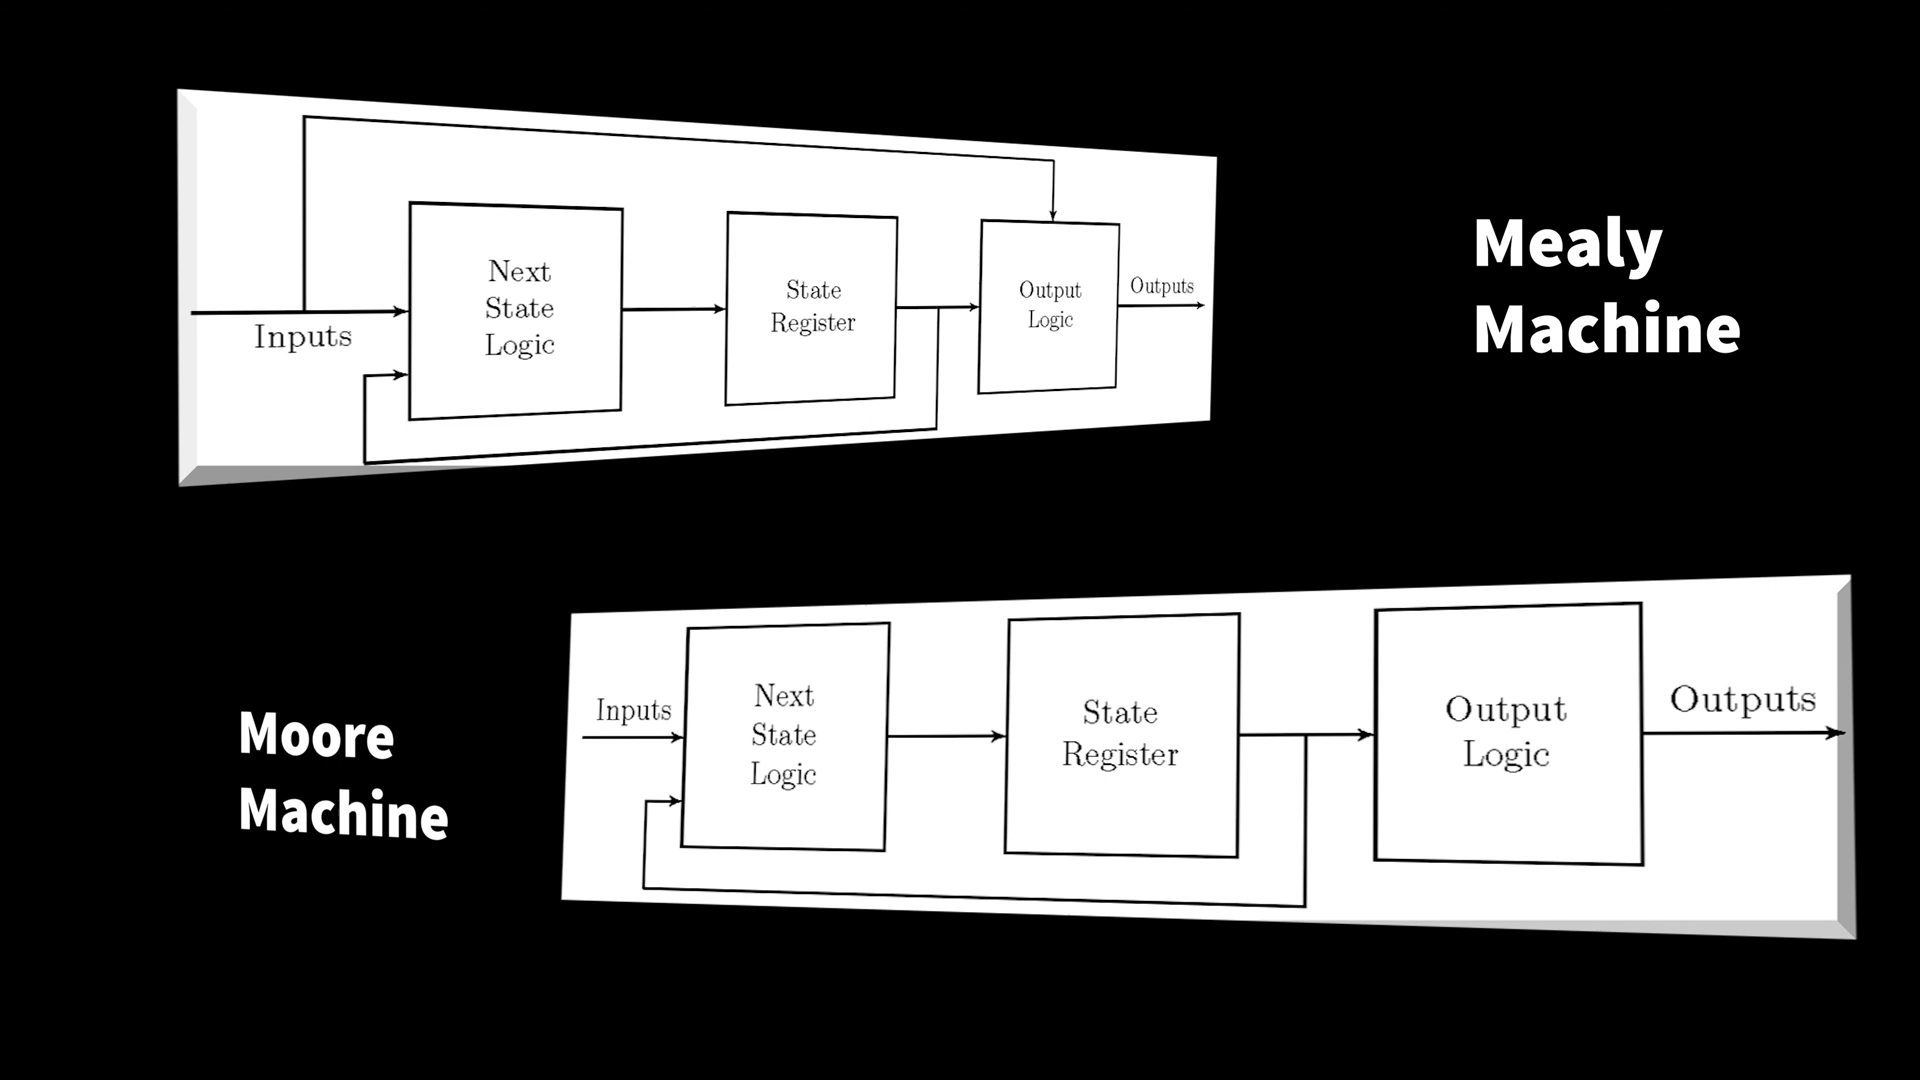 Mealy
Machine
Inputs
Next
State
Logic
State
Register
Output
Logic
Outputs
Moore
Machine
Inputs
Next
State
Logic
State
Register
Output
Logic
Outputs